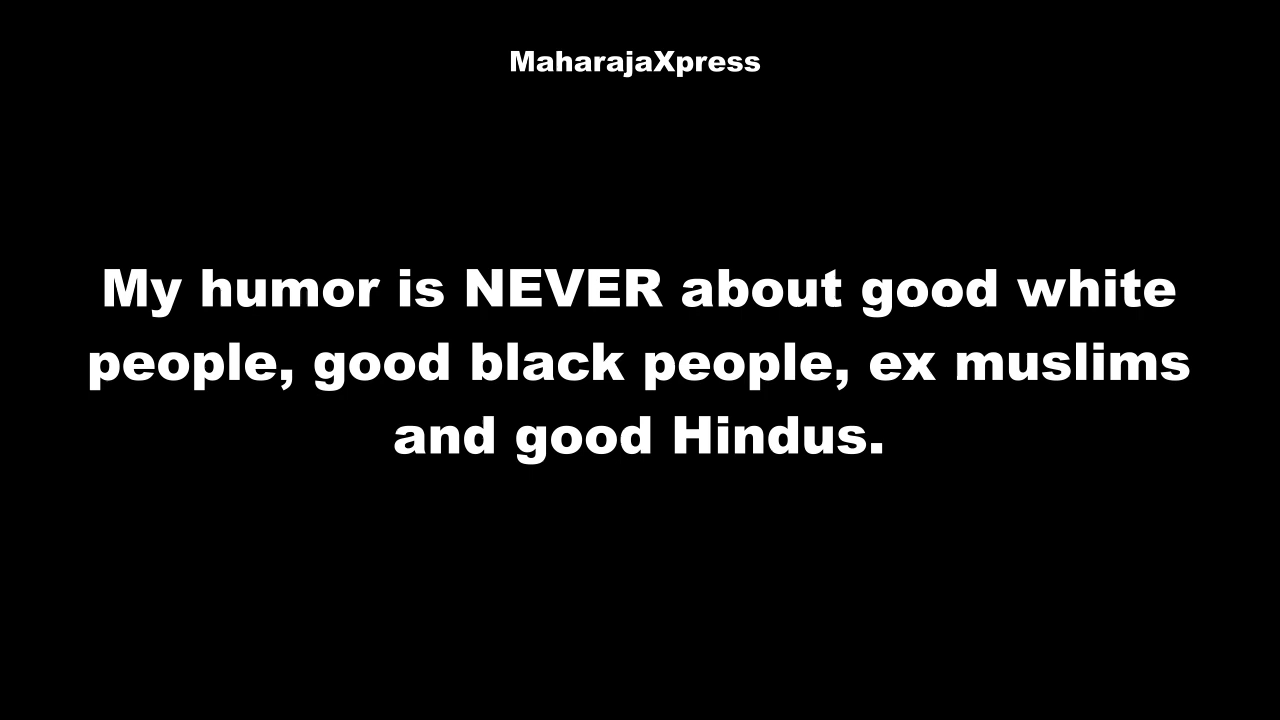 MaharajaXpress
My humor is NEVER about good white
people, good black people, ex muslims
and good Hindus.